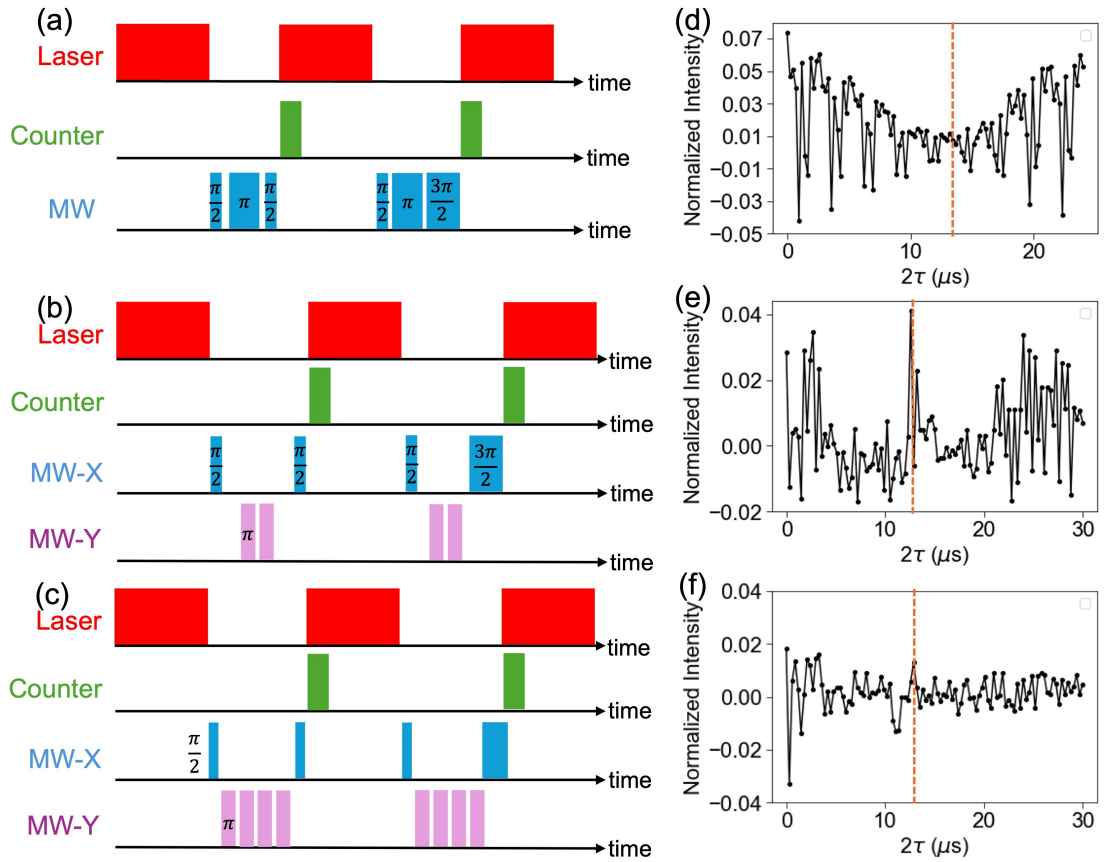 (a)
Laser
time
Counter
time
π/2 π π/2 π/2 π 3π/2
MW
time
(b)
Laser
time
Counter
time
MW-X
π/2 π/2 π/2 3π/2
time
MW-Y
π
time
(c)
Laser
time
Counter
time
π/2
MW-X
time
π
MW-Y
time
(d)
Normalized Intensity
0.07
0.05
0.03
0.01
−0.01
−0.03
−0.05
0 10 20
2τ (μs)
(e)
Normalized Intensity
0.04
0.02
0.00
−0.02
0 10 20 30
2τ (μs)
(f)
Normalized Intensity
0.04
0.02
0.00
−0.02
−0.04
0 10 20 30
2τ (μs)